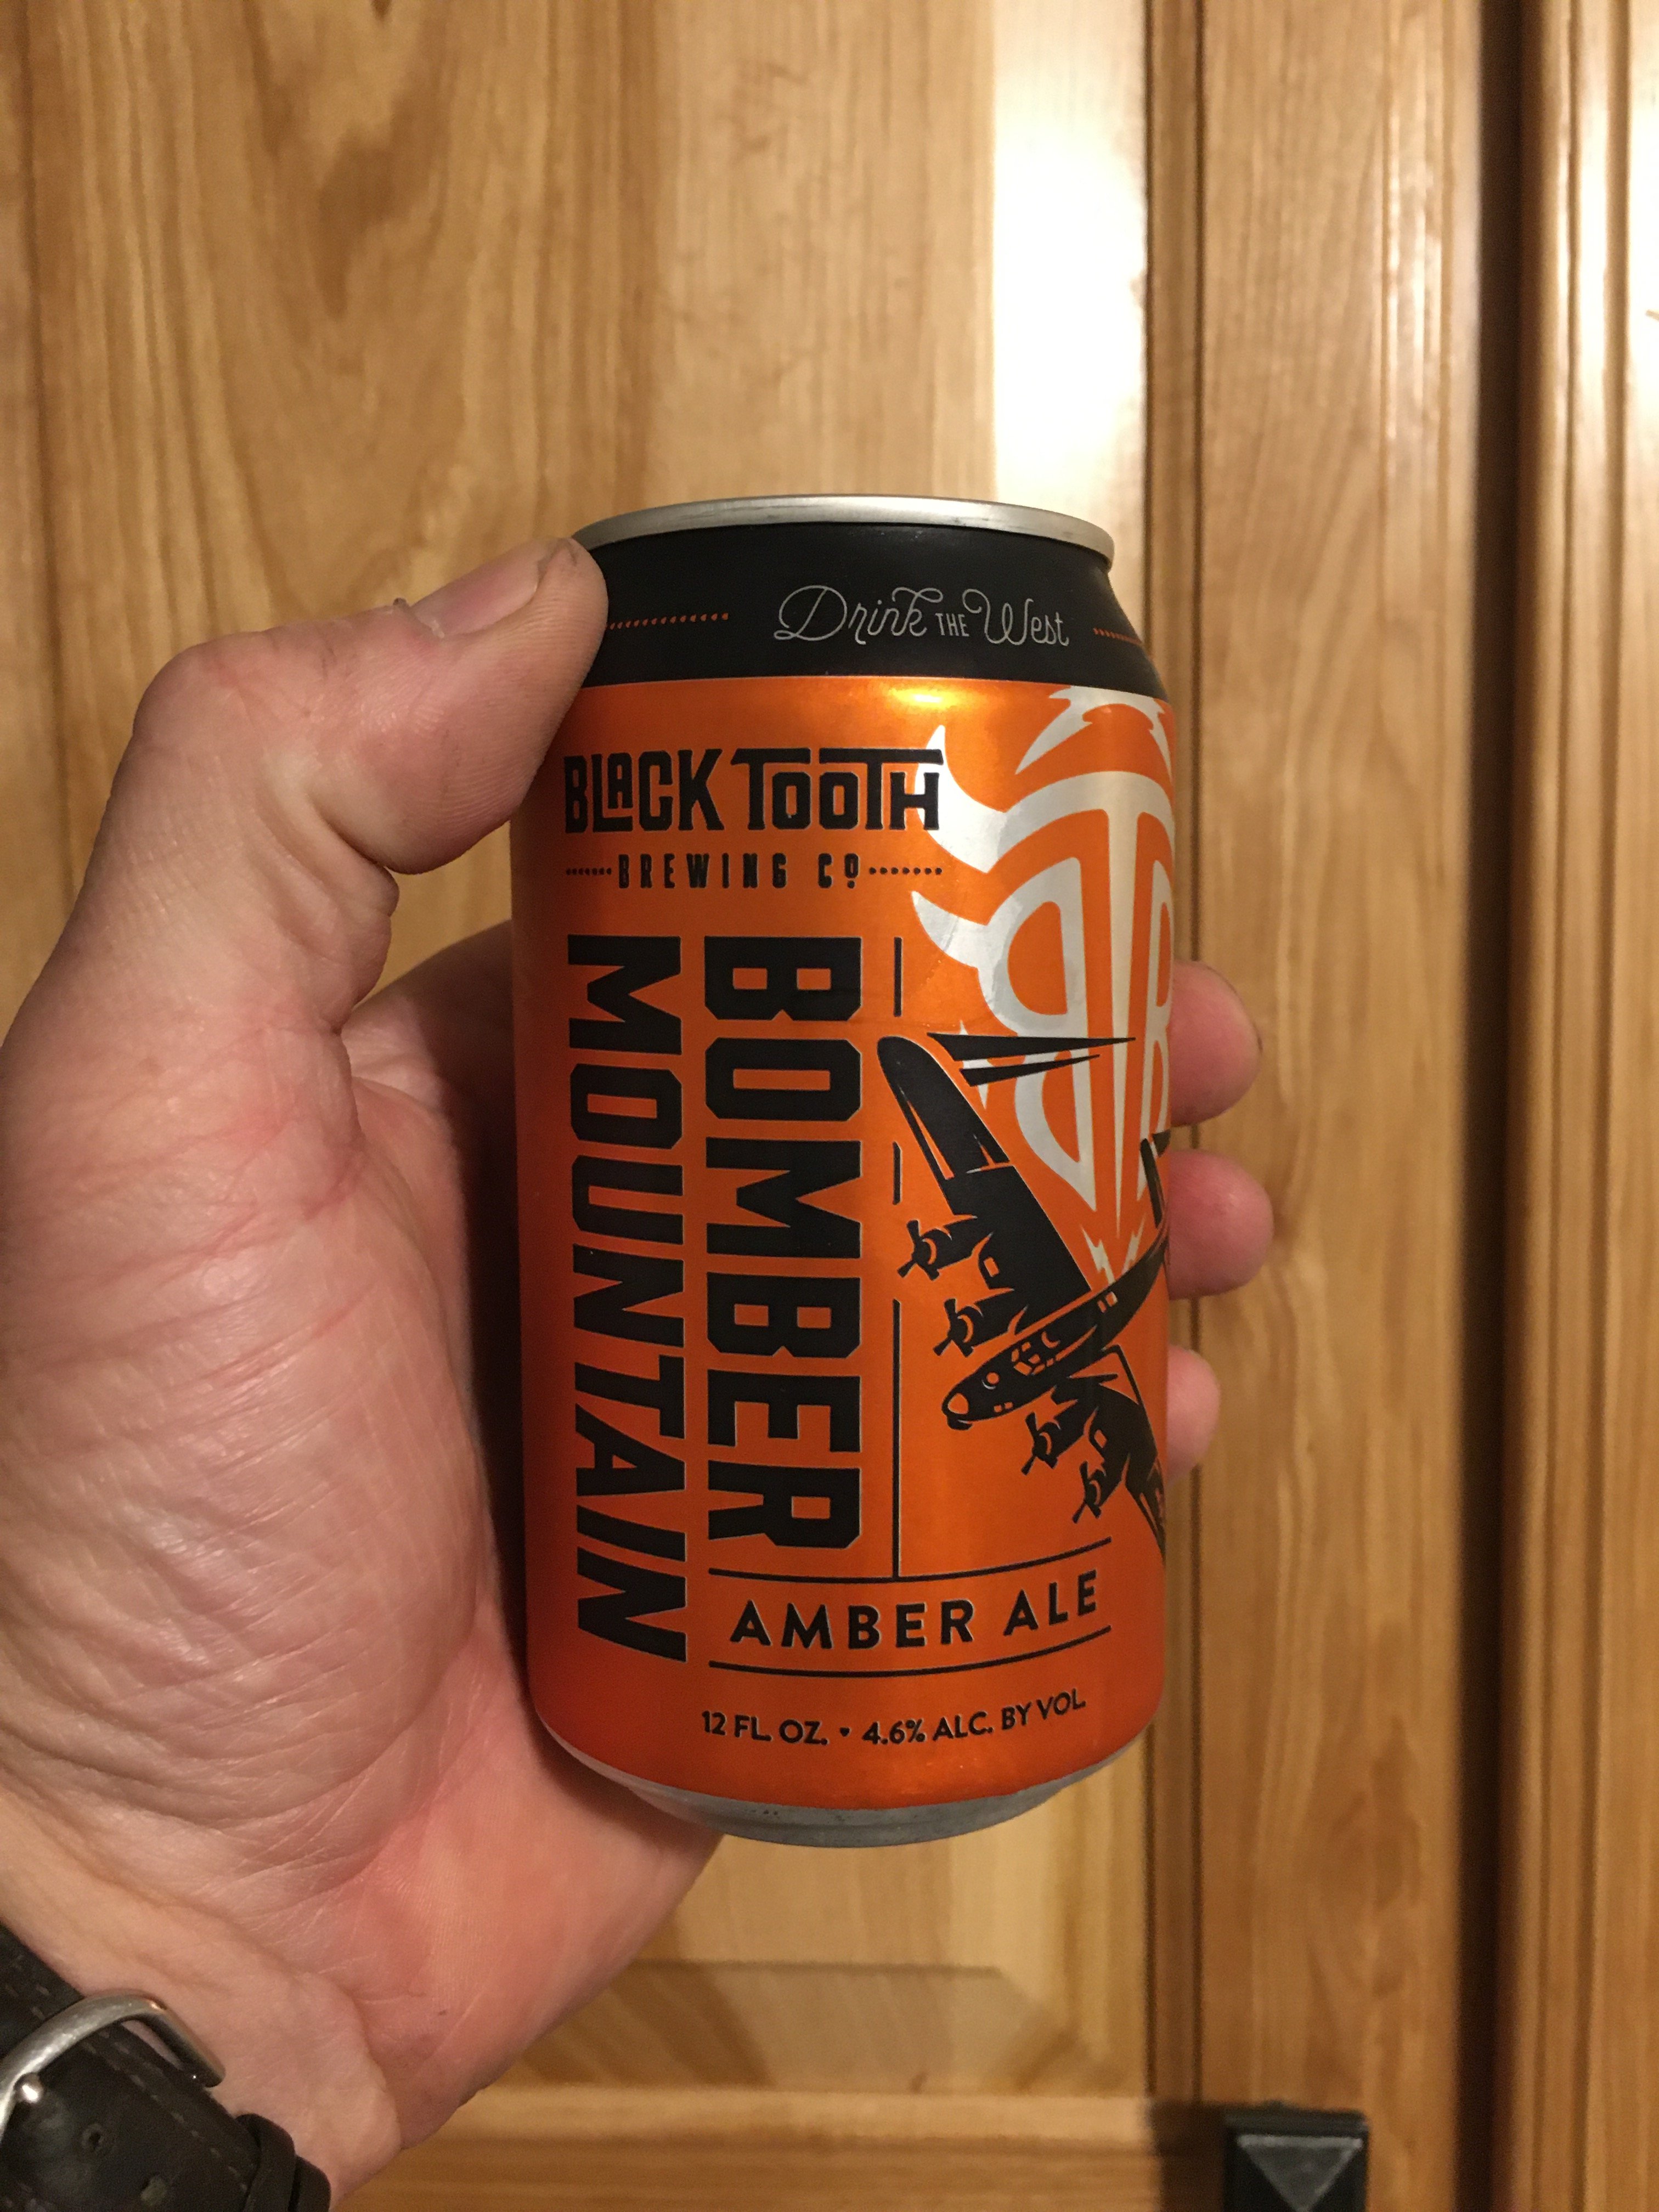 Drink THE West
BLACK TOOTH
BREWING CO
BOMBER
MOUNTAIN
AMBER ALE
12 FL. OZ. • 4.6% ALC. BY VOL.
BTB